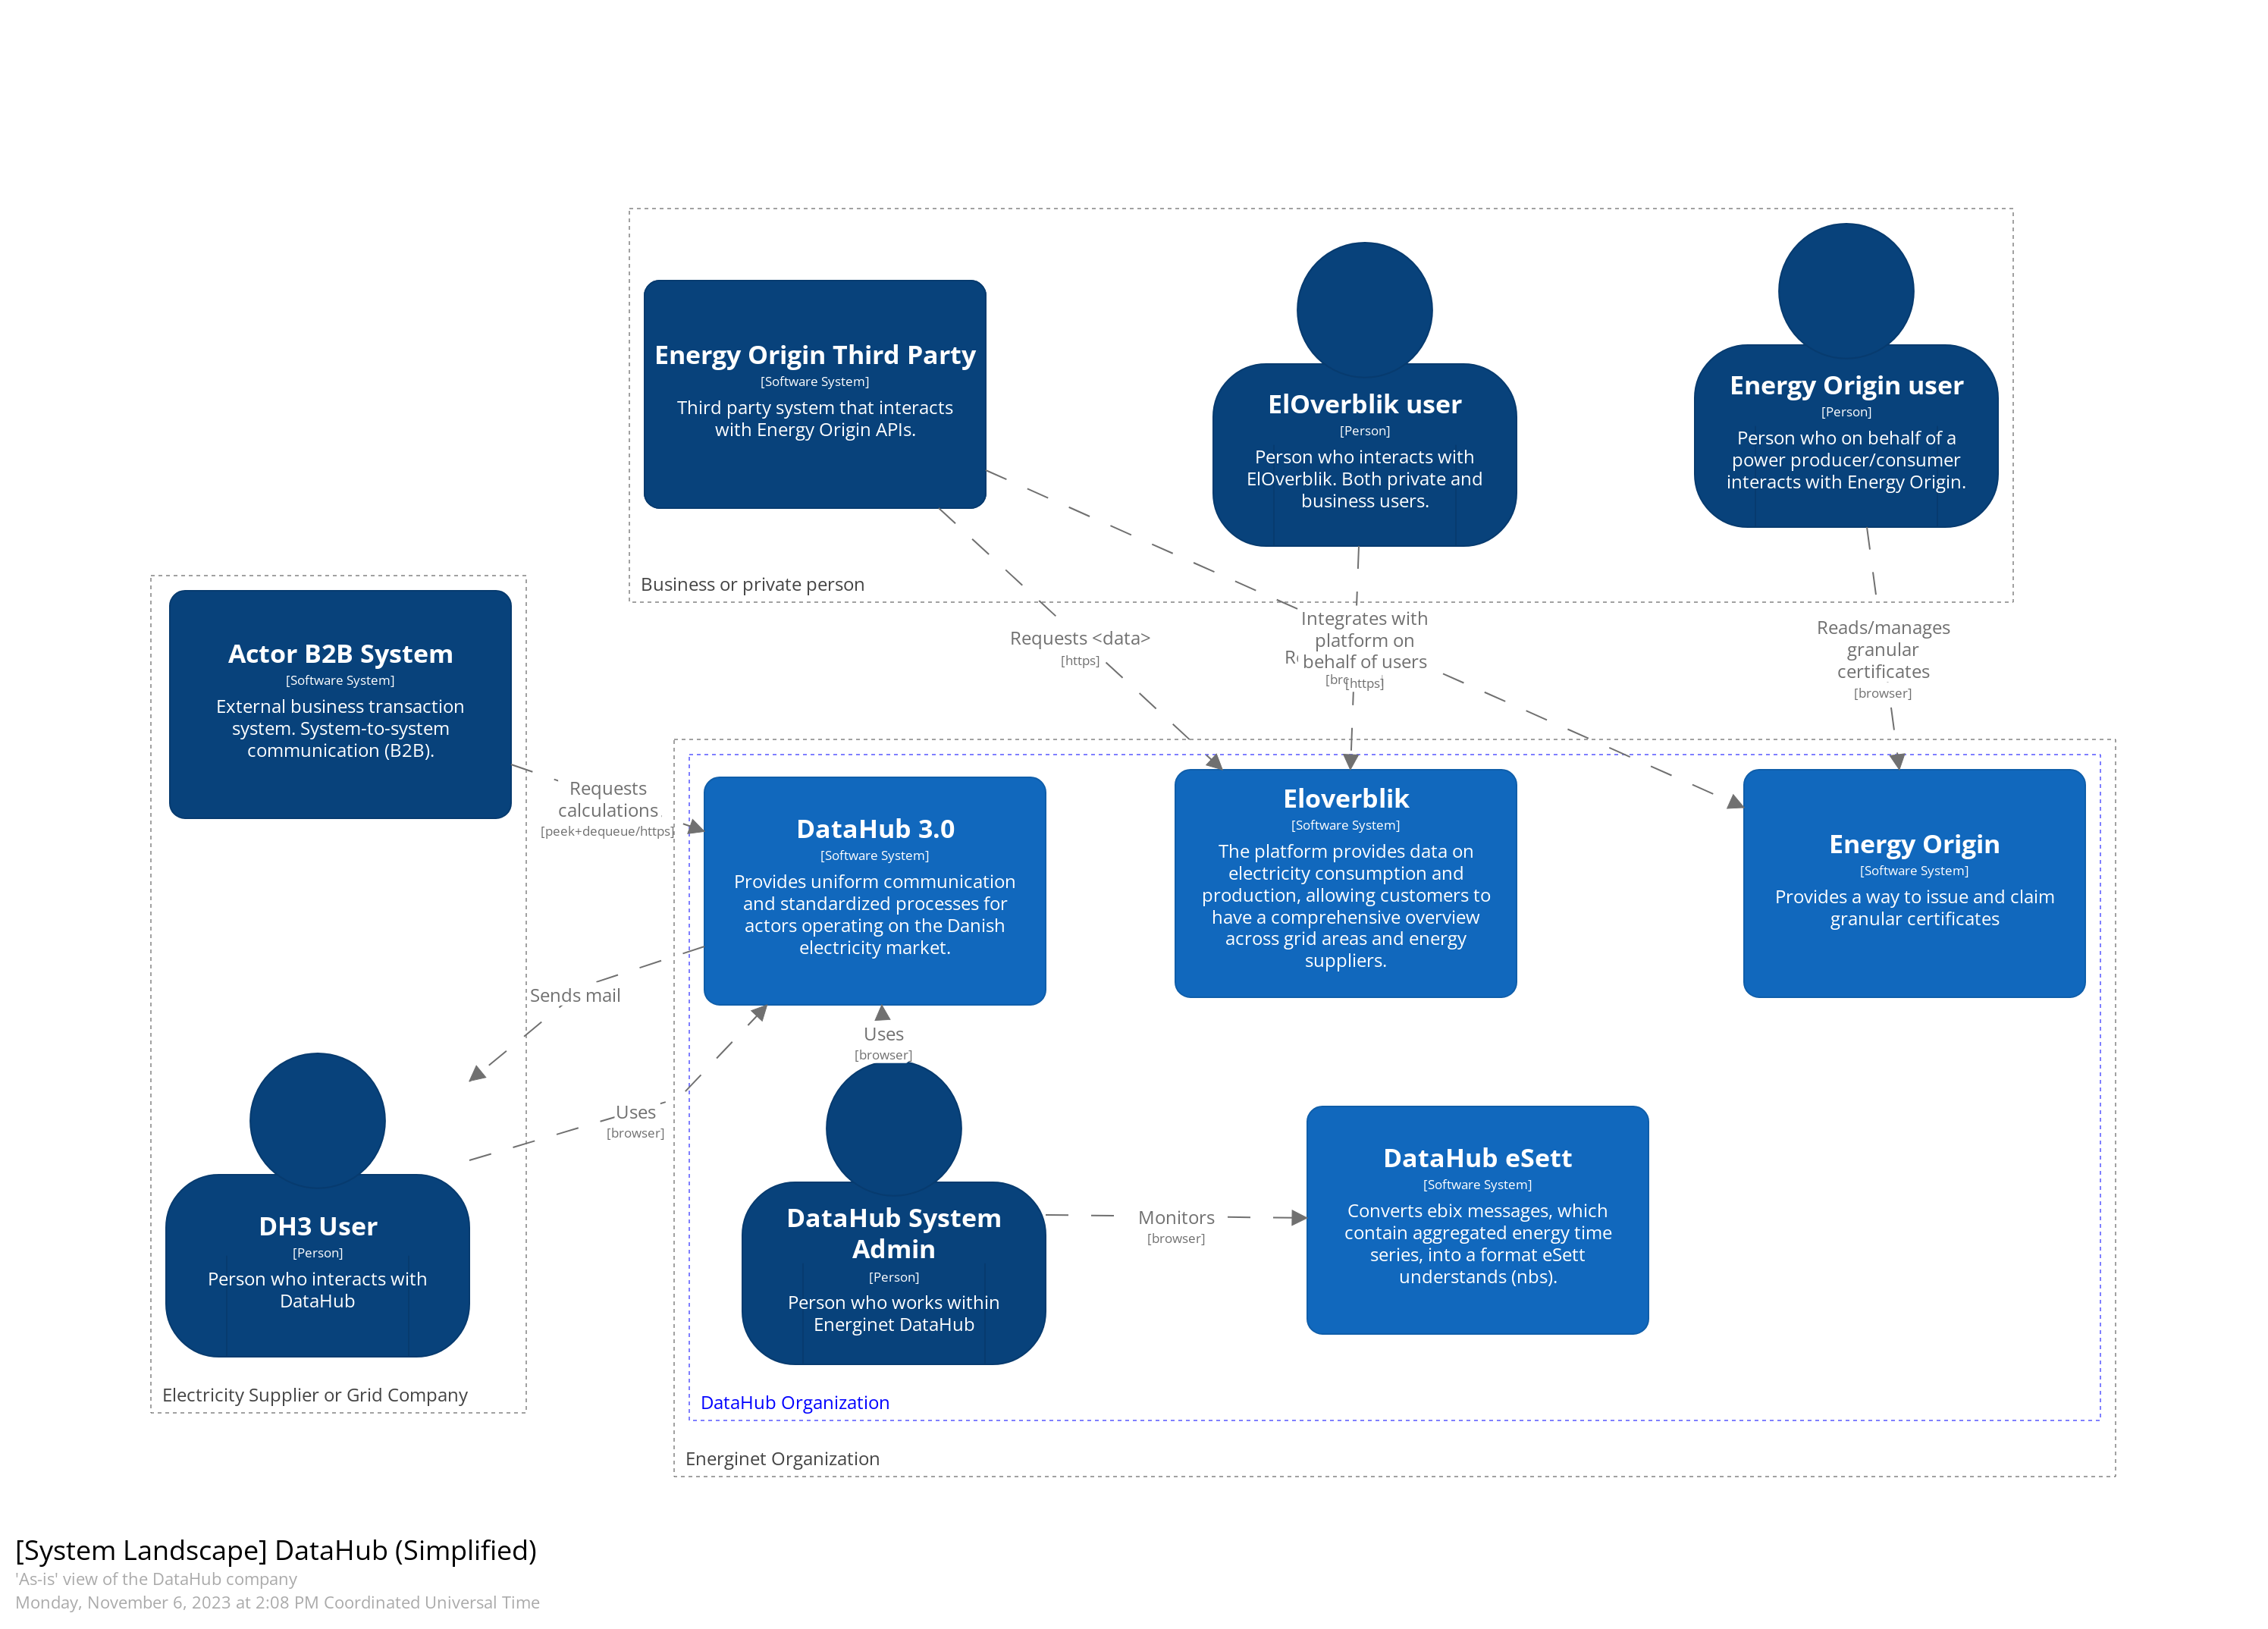 Energy Origin Third Party
[Software System]
Third party system that interacts
with Energy Origin APIs.
ElOverblik user
[Person]
Person who interacts with
ElOverblik. Both private and
business users.
Energy Origin user
[Person]
Person who on behalf of a
power producer/consumer
interacts with Energy Origin.
Business or private person
Actor B2B System
[Software System]
External business transaction
system. System-to-system
communication (B2B).
Requests <data>
[https]
Integrates with
platform on
behalf of users
[https]
Reads/manages
granular
certificates
[browser]
Requests
calculations
[peek+dequeue/https]
DataHub 3.0
[Software System]
Provides uniform communication
and standardized processes for
actors operating on the Danish
electricity market.
Eloverblik
[Software System]
The platform provides data on
electricity consumption and
production, allowing customers to
have a comprehensive overview
across grid areas and energy
suppliers.
Energy Origin
[Software System]
Provides a way to issue and claim
granular certificates
Sends mail
Uses
[browser]
Uses
[browser]
DH3 User
[Person]
Person who interacts with
DataHub
Electricity Supplier or Grid Company
DataHub System
Admin
[Person]
Person who works within
Energinet DataHub
Monitors
[browser]
DataHub eSett
[Software System]
Converts ebix messages, which
contain aggregated energy time
series, into a format eSett
understands (nbs).
DataHub Organization
Energinet Organization
[System Landscape] DataHub (Simplified)
'As-is' view of the DataHub company
Monday, November 6, 2023 at 2:08 PM Coordinated Universal Time